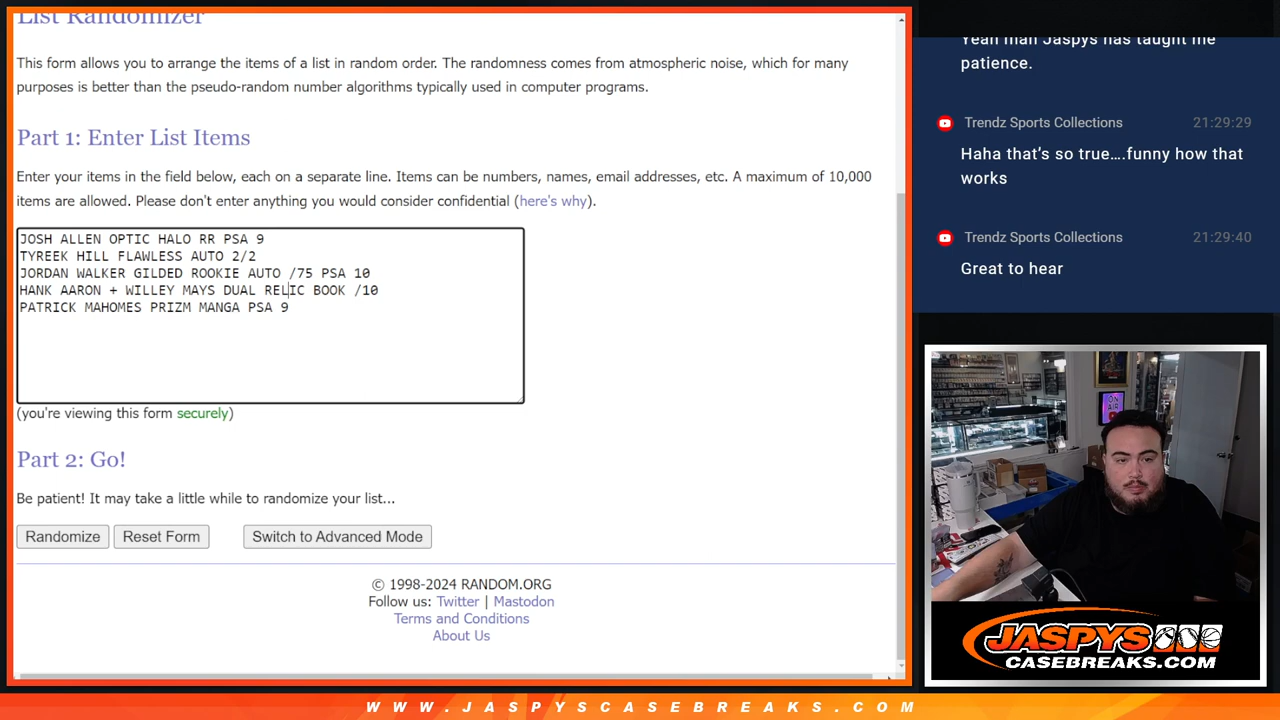 List Randomizer
This form allows you to arrange the items of a list in random order. The randomness comes from atmospheric noise, which for many
purposes is better than the pseudo-random number algorithms typically used in computer programs.
Part 1: Enter List Items
Enter your items in the field below, each on a separate line. Items can be numbers, names, email addresses, etc. A maximum of 10,000
items are allowed. Please don't enter anything you would consider confidential (here's why).
JOSH ALLEN OPTIC HALO RR PSA 9
TYREEK HILL FLAWLESS AUTO 2/2
JORDAN WALKER GILDED ROOKIE AUTO /75 PSA 10
HANK AARON + WILLEY MAYS DUAL RELIC BOOK /10
PATRICK MAHOMES PRIZM MANGA PSA 9
(you're viewing this form securely)
Part 2: Go!
Be patient! It may take a little while to randomize your list...
Randomize
Reset Form
Switch to Advanced Mode
© 1998-2024 RANDOM.ORG
Follow us: Twitter | Mastodon
Terms and Conditions
About Us
Yeah man Jaspys has taught me
patience.
Trendz Sports Collections 21:29:29
Haha that's so true....funny how that
works
Trendz Sports Collections 21:29:40
Great to hear
ON
AIR
JASPYS
CASEBREAKS.COM
WWW.JASPYSCASEBREAKS.COM